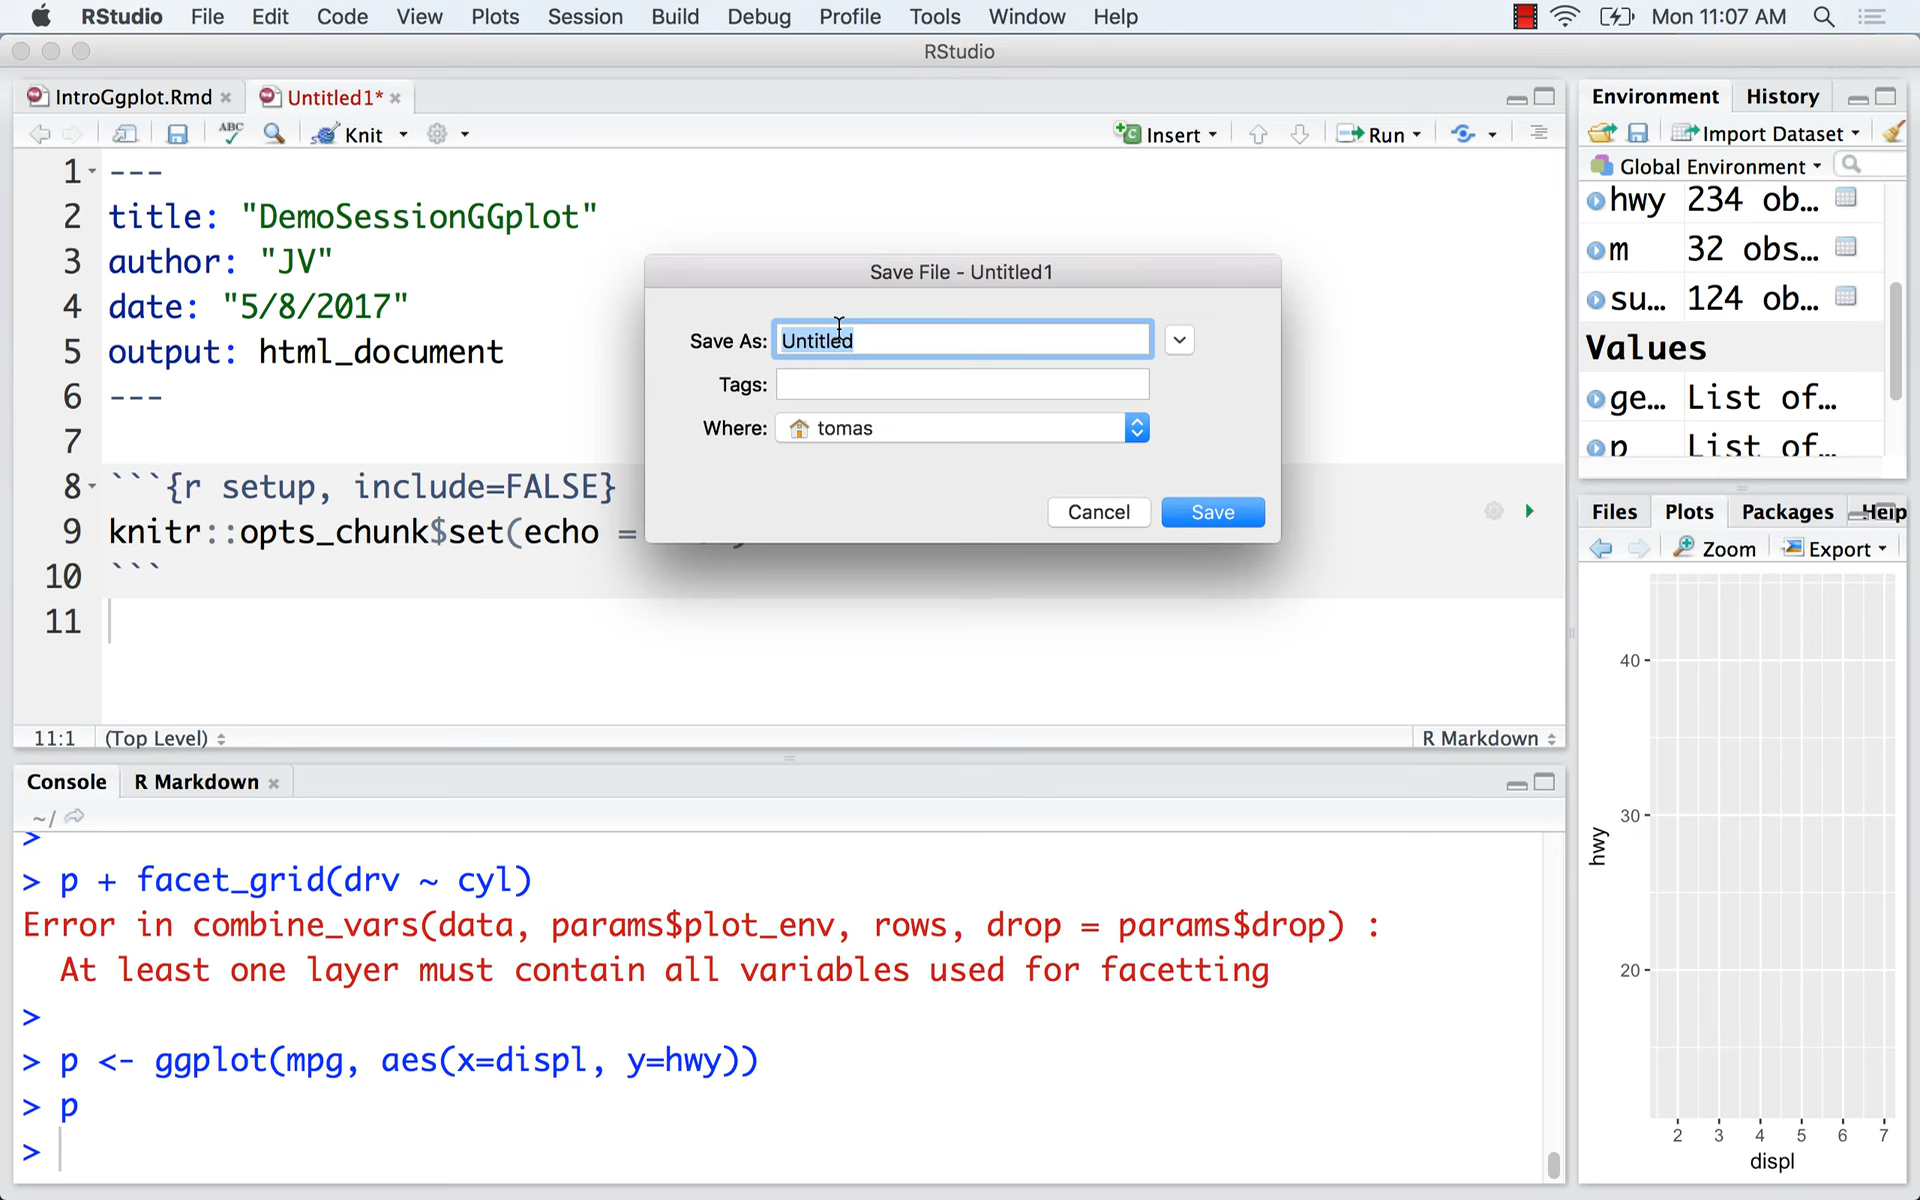 RStudio File Edit Code View Plots Session Build Debug Profile Tools Window Help Mon 11:07 AM
RStudio
IntroGgplot.Rmd Untitled1*
ABC Knit Insert Run
1 ---
2 title: "DemoSessionGGplot"
3 author: "JV"
4 date: "5/8/2017"
5 output: html_document
6 ---
7
8 ```{r setup, include=FALSE}
9 knitr::opts_chunk$set(echo =
10 ```
11
11:1 (Top Level) R Markdown
Save File - Untitled1
Save As: Untitled
Tags:
Where: tomas
Cancel Save
Console R Markdown
~/
>
> p + facet_grid(drv ~ cyl)
Error in combine_vars(data, params$plot_env, rows, drop = params$drop) :
At least one layer must contain all variables used for facetting
>
> p <- ggplot(mpg, aes(x=displ, y=hwy))
> p
>
Environment History
Import Dataset
Global Environment
hwy 234 ob…
m 32 obs…
su… 124 ob…
Values
ge… List of…
p List of…
Files Plots Packages Help
Zoom Export
40
30
20
hwy
2 3 4 5 6 7
displ